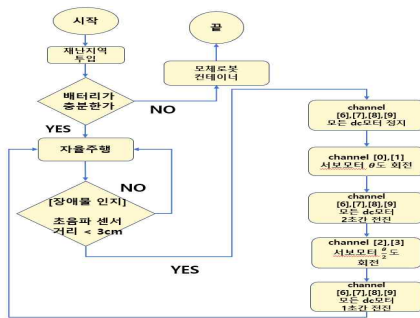 시작
재난지역
투입
배터리가
충분한가
NO
YES
모체로봇
컨테이너
끝
자율주행
NO
[장애물 인지]
초음파 센서
거리 < 3cm
YES
channel
[6],[7],[8],[9]
모든 dc모터 정지
channel [0],[1]
서보모터 θ도 회전
channel
[6],[7],[8],[9]
모든 dc모터
2초간 전진
channel [2],[3]
서보모터 θ/2 도
회전
channel
[6],[7],[8],[9]
모든 dc모터
1초간 전진